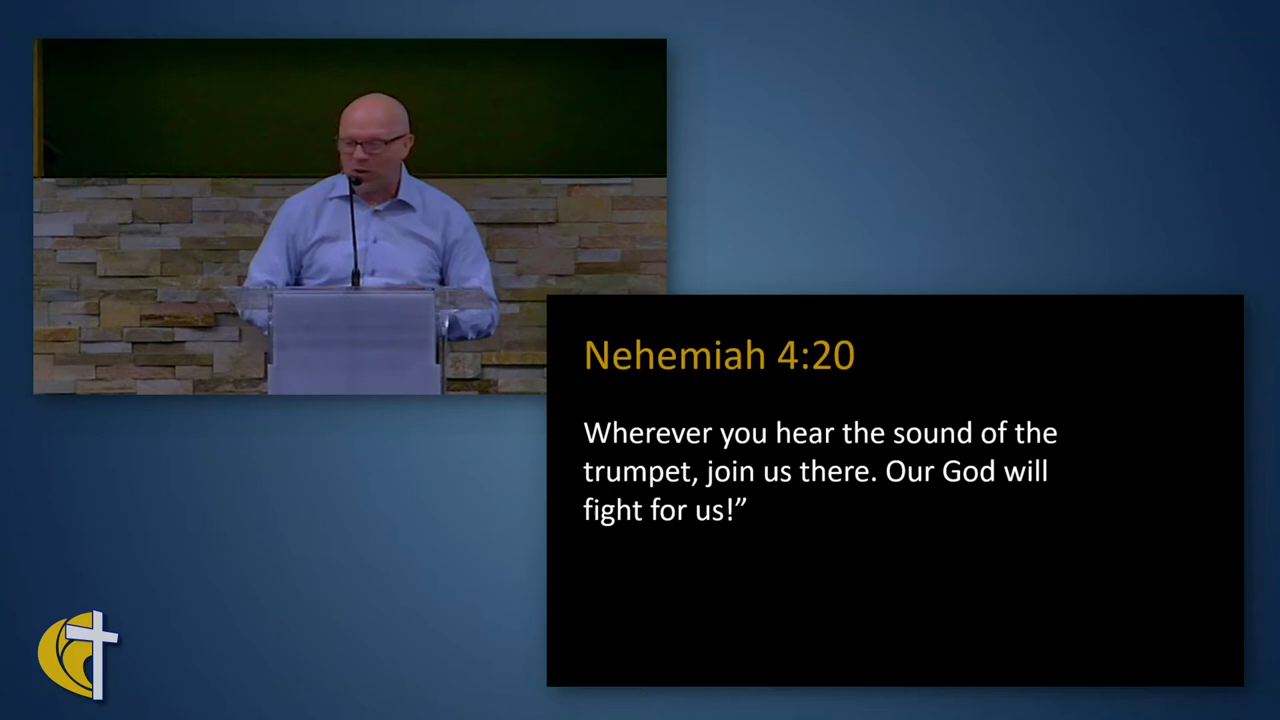 Nehemiah 4:20
Wherever you hear the sound of the
trumpet, join us there. Our God will
fight for us!”